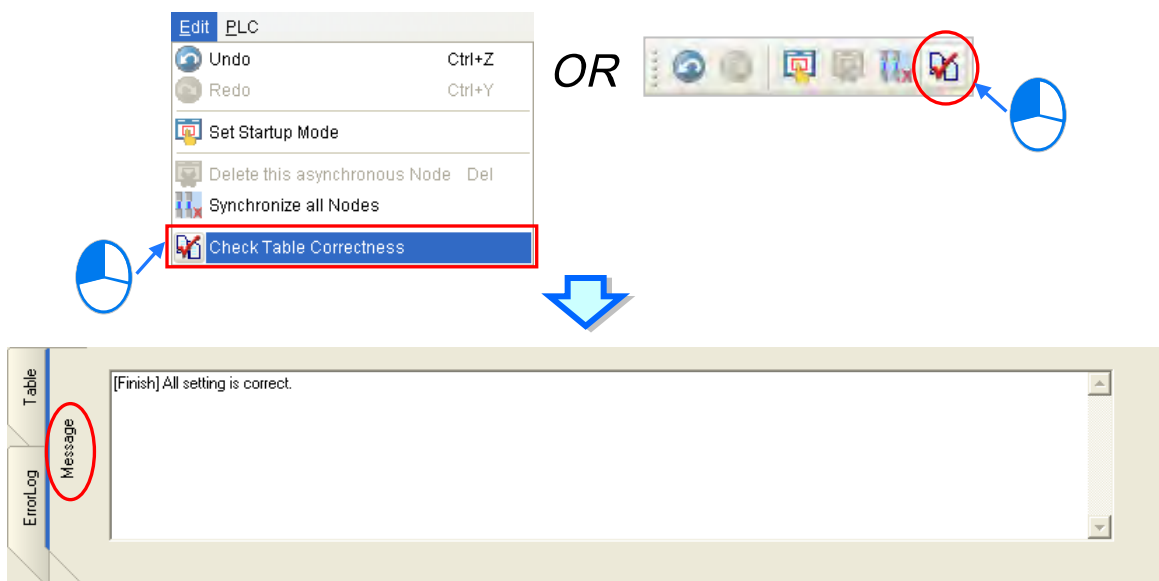 Edit PLC
Undo Ctrl+Z
Redo Ctrl+Y
Set Startup Mode
Delete this asynchronous Node Del
Synchronize all Nodes
Check Table Correctness
OR
Table
Message
ErrorLog
[Finish] All setting is correct.